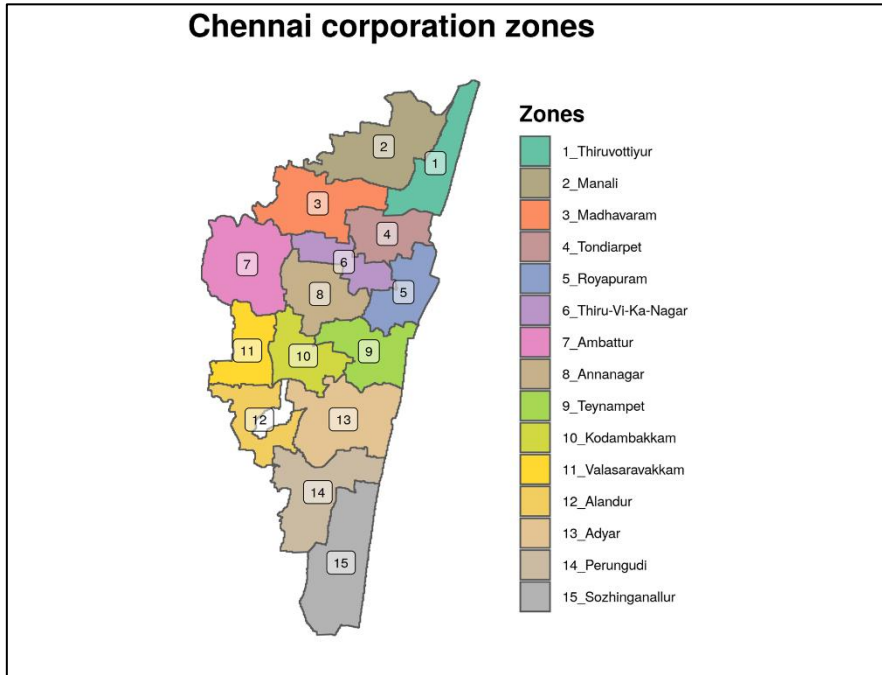 Chennai corporation zones
2
1
3
4
6
7
8
5
11
10
9
12
13
14
15
Zones
1_Thiruvottiyur
2_Manali
3_Madhavaram
4_Tondiarpet
5_Royapuram
6_Thiru-Vi-Ka-Nagar
7_Ambattur
8_Annanagar
9_Teynampet
10_Kodambakkam
11_Valasaravakkam
12_Alandur
13_Adyar
14_Perungudi
15_Sozhinganallur